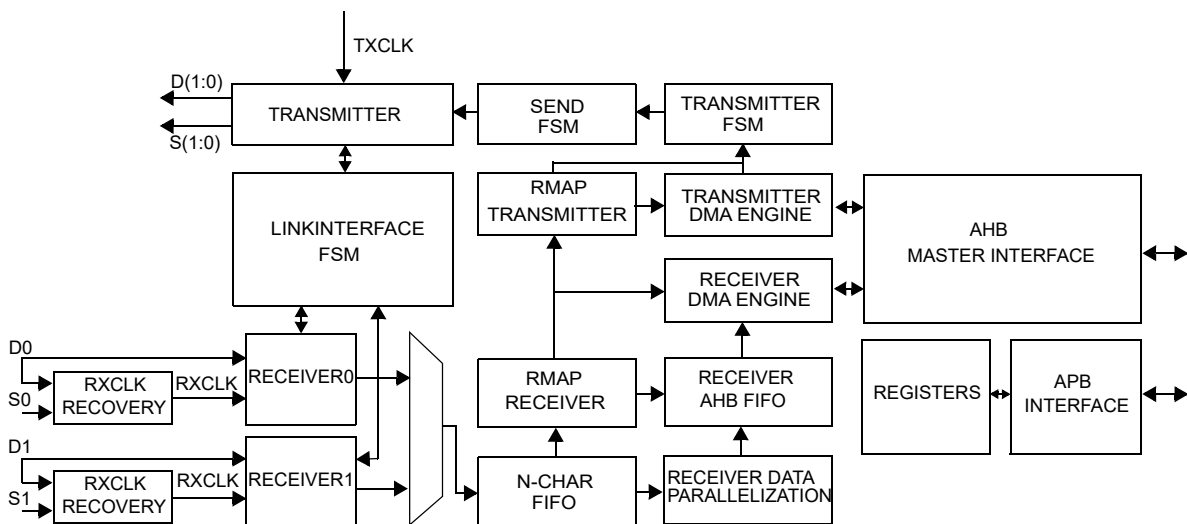 TXCLK
D(1:0)
S(1:0)
TRANSMITTER
SEND
FSM
TRANSMITTER
FSM
LINKINTERFACE
FSM
RMAP
TRANSMITTER
TRANSMITTER
DMA ENGINE
AHB
MASTER INTERFACE
RECEIVER
DMA ENGINE
D0
S0
RXCLK
RECOVERY
RXCLK
RECEIVER0
RMAP
RECEIVER
RECEIVER
AHB FIFO
REGISTERS
APB
INTERFACE
D1
S1
RXCLK
RECOVERY
RXCLK
RECEIVER1
N-CHAR
FIFO
RECEIVER DATA
PARALLELIZATION